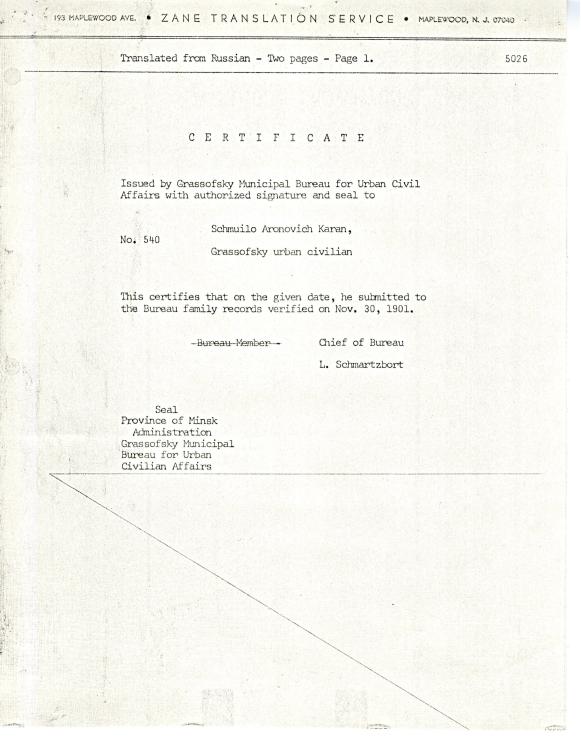 193 MAPLEWOOD AVE. • ZANE TRANSLATION SERVICE • MAPLEWOOD, N. J. 07040
Translated from Russian - Two pages - Page 1. 5026
C E R T I F I C A T E
Issued by Grassofsky Municipal Bureau for Urban Civil
Affairs with authorized signature and seal to
Schmuilo Aronovich Karan,
No. 540
Grassofsky urban civilian
This certifies that on the given date, he submitted to
the Bureau family records verified on Nov. 30, 1901.
-Bureau-Member-- Chief of Bureau
L. Schmartzbort
Seal
Province of Minsk
Administration
Grassofsky Municipal
Bureau for Urban
Civilian Affairs